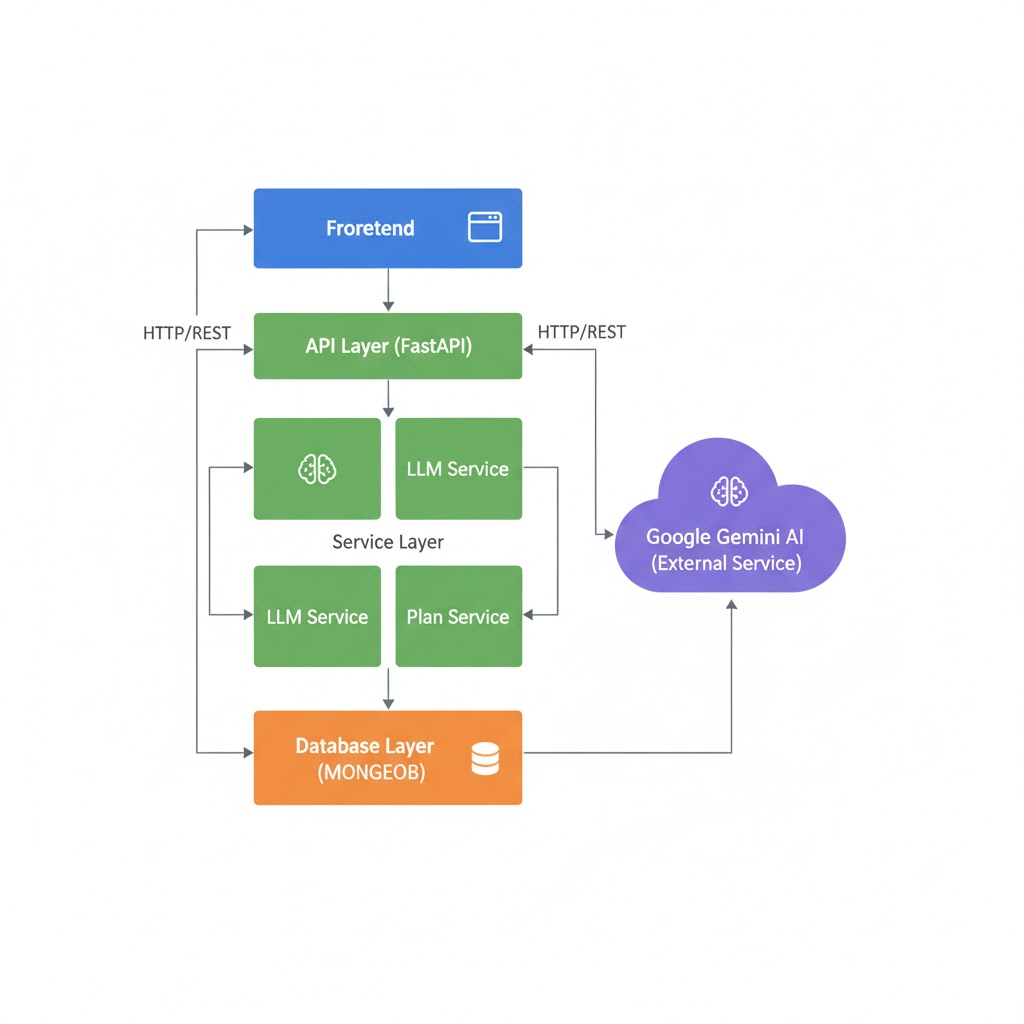 Froretend
HTTP/REST
HTTP/REST
API Layer (FastAPI)
LLM Service
Service Layer
LLM Service
Plan Service
Google Gemini AI
(External Service)
Database Layer
(MONGEOB)